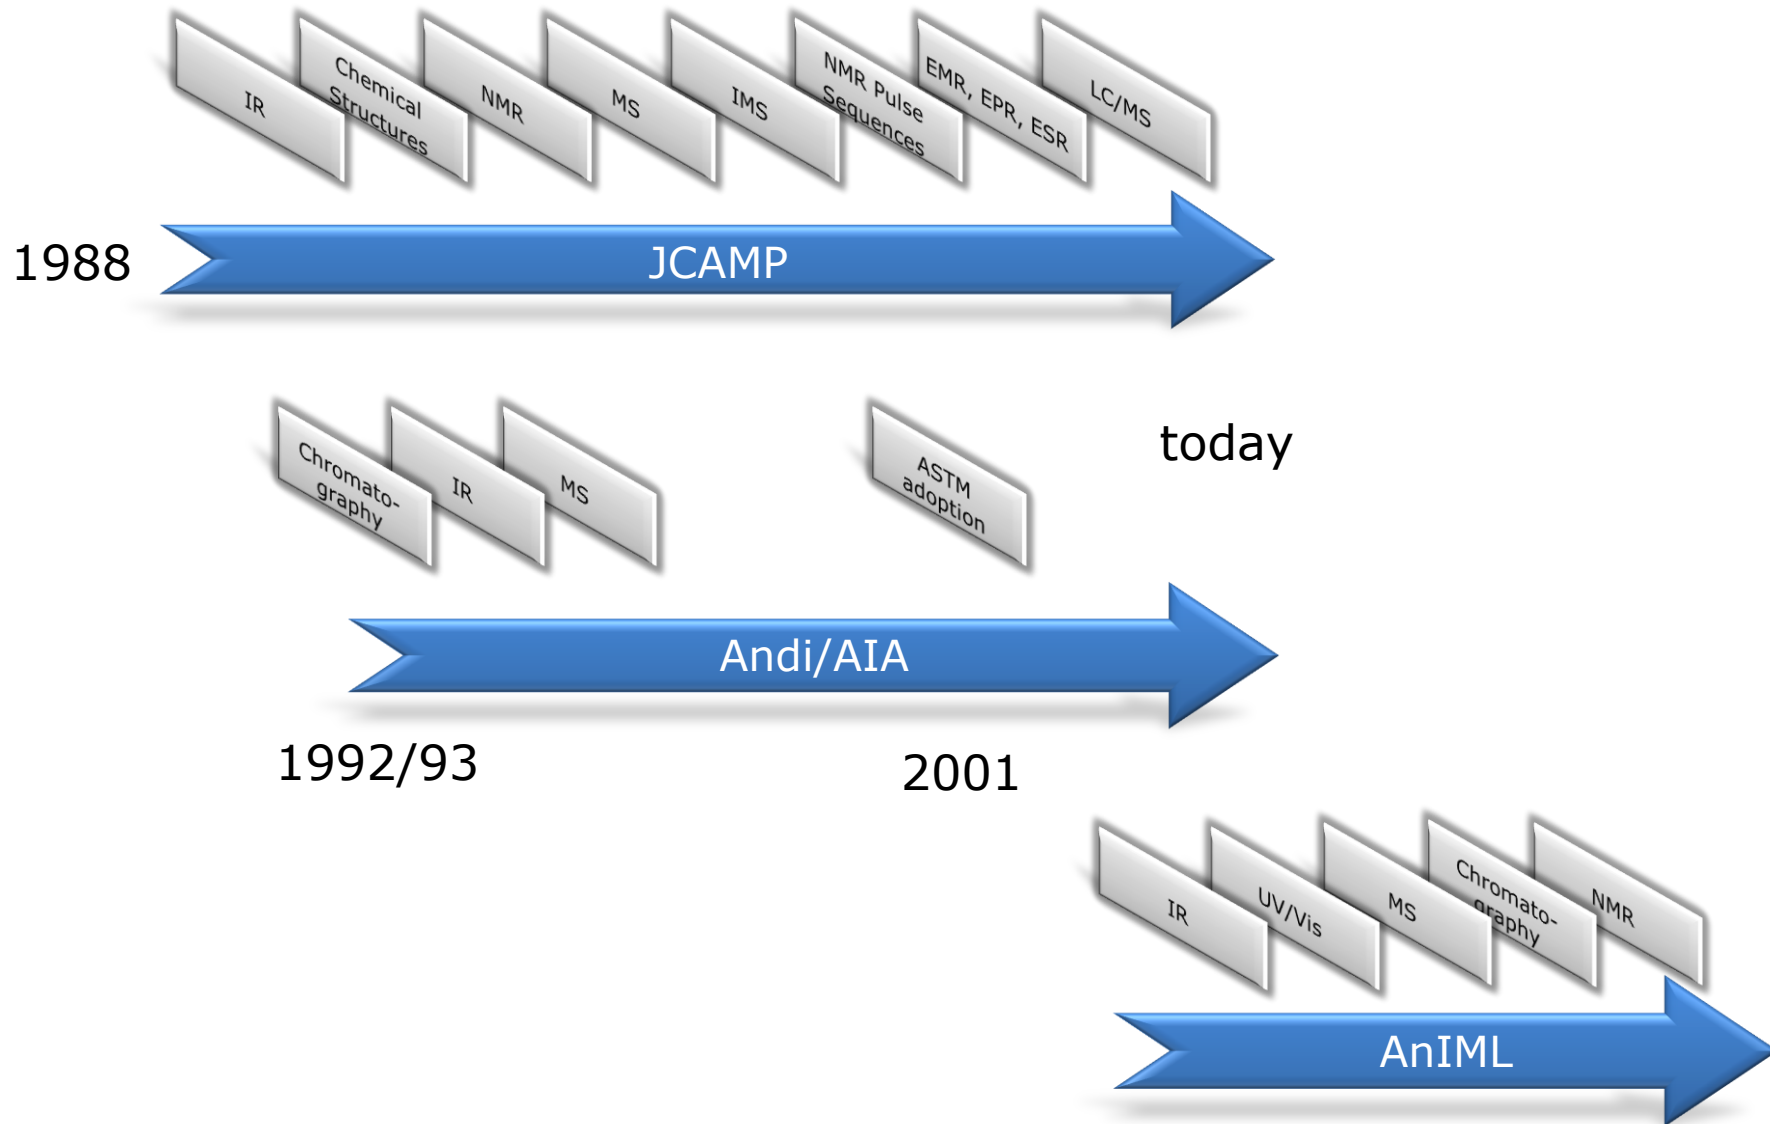 IR
Chemical
Structures
NMR
MS
IMS
NMR Pulse
Sequences
EMR, EPR, ESR
LC/MS
1988
JCAMP
Chromato-
graphy
IR
MS
ASTM
adoption
today
Andi/AIA
1992/93
2001
IR
UV/Vis
MS
Chromato-
graphy
NMR
AnIML